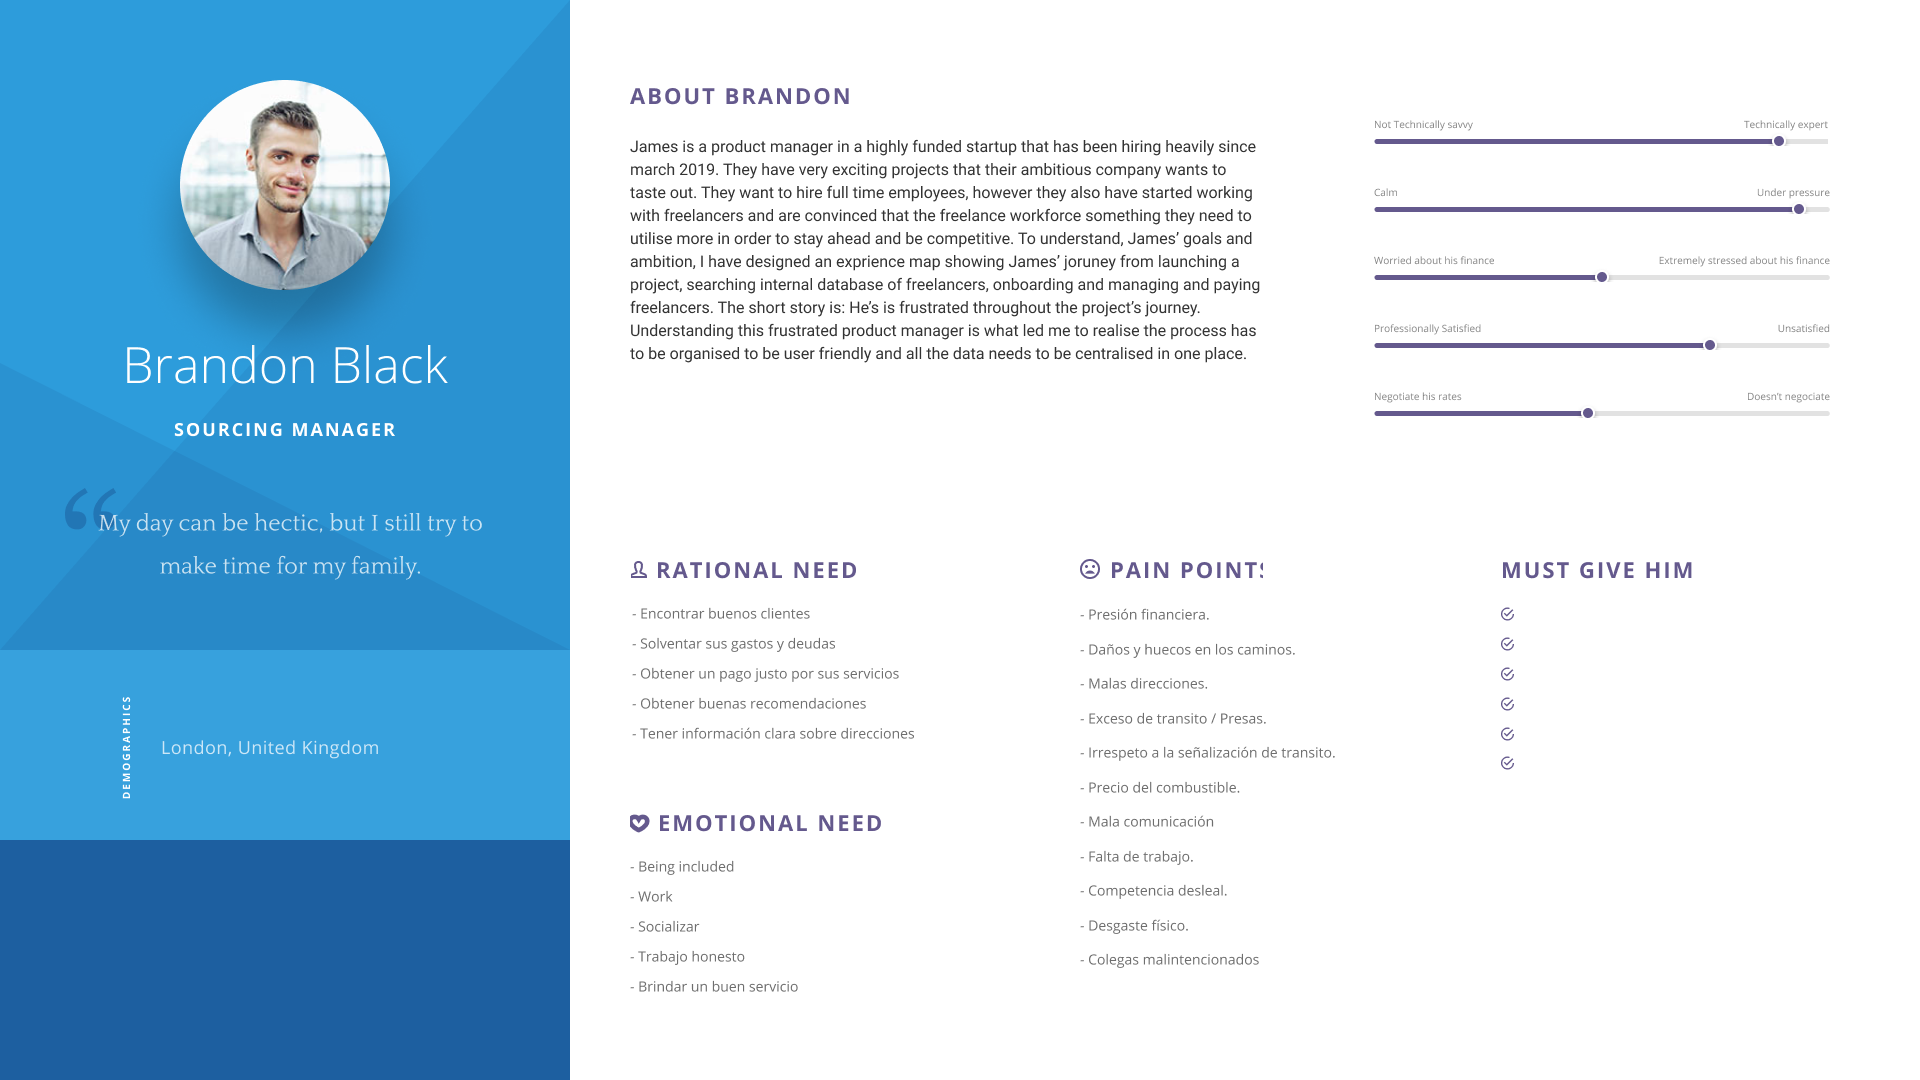 Brandon Black
SOURCING MANAGER
“
My day can be hectic, but I still try to
make time for my family.
DEMOGRAPHICS
London, United Kingdom
ABOUT BRANDON
James is a product manager in a highly funded startup that has been hiring heavily since
march 2019. They have very exciting projects that their ambitious company wants to
taste out. They want to hire full time employees, however they also have started working
with freelancers and are convinced that the freelance workforce something they need to
utilise more in order to stay ahead and be competitive. To understand, James’ goals and
ambition, I have designed an exprience map showing James’ joruney from launching a
project, searching internal database of freelancers, onboarding and managing and paying
freelancers. The short story is: He’s is frustrated throughout the project’s journey.
Understanding this frustrated product manager is what led me to realise the process has
to be organised to be user friendly and all the data needs to be centralised in one place.
Not Technically savvy Technically expert
Calm Under pressure
Worried about his finance Extremely stressed about his finance
Professionally Satisfied Unsatisfied
Negotiate his rates Doesn’t negociate
RATIONAL NEED
- Encontrar buenos clientes
- Solventar sus gastos y deudas
- Obtener un pago justo por sus servicios
- Obtener buenas recomendaciones
- Tener información clara sobre direcciones
EMOTIONAL NEED
- Being included
- Work
- Socializar
- Trabajo honesto
- Brindar un buen servicio
PAIN POINTS
- Presión financiera.
- Daños y huecos en los caminos.
- Malas direcciones.
- Exceso de transito / Presas.
- Irrespeto a la señalización de transito.
- Precio del combustible.
- Mala comunicación
- Falta de trabajo.
- Competencia desleal.
- Desgaste físico.
- Colegas malintencionados
MUST GIVE HIM